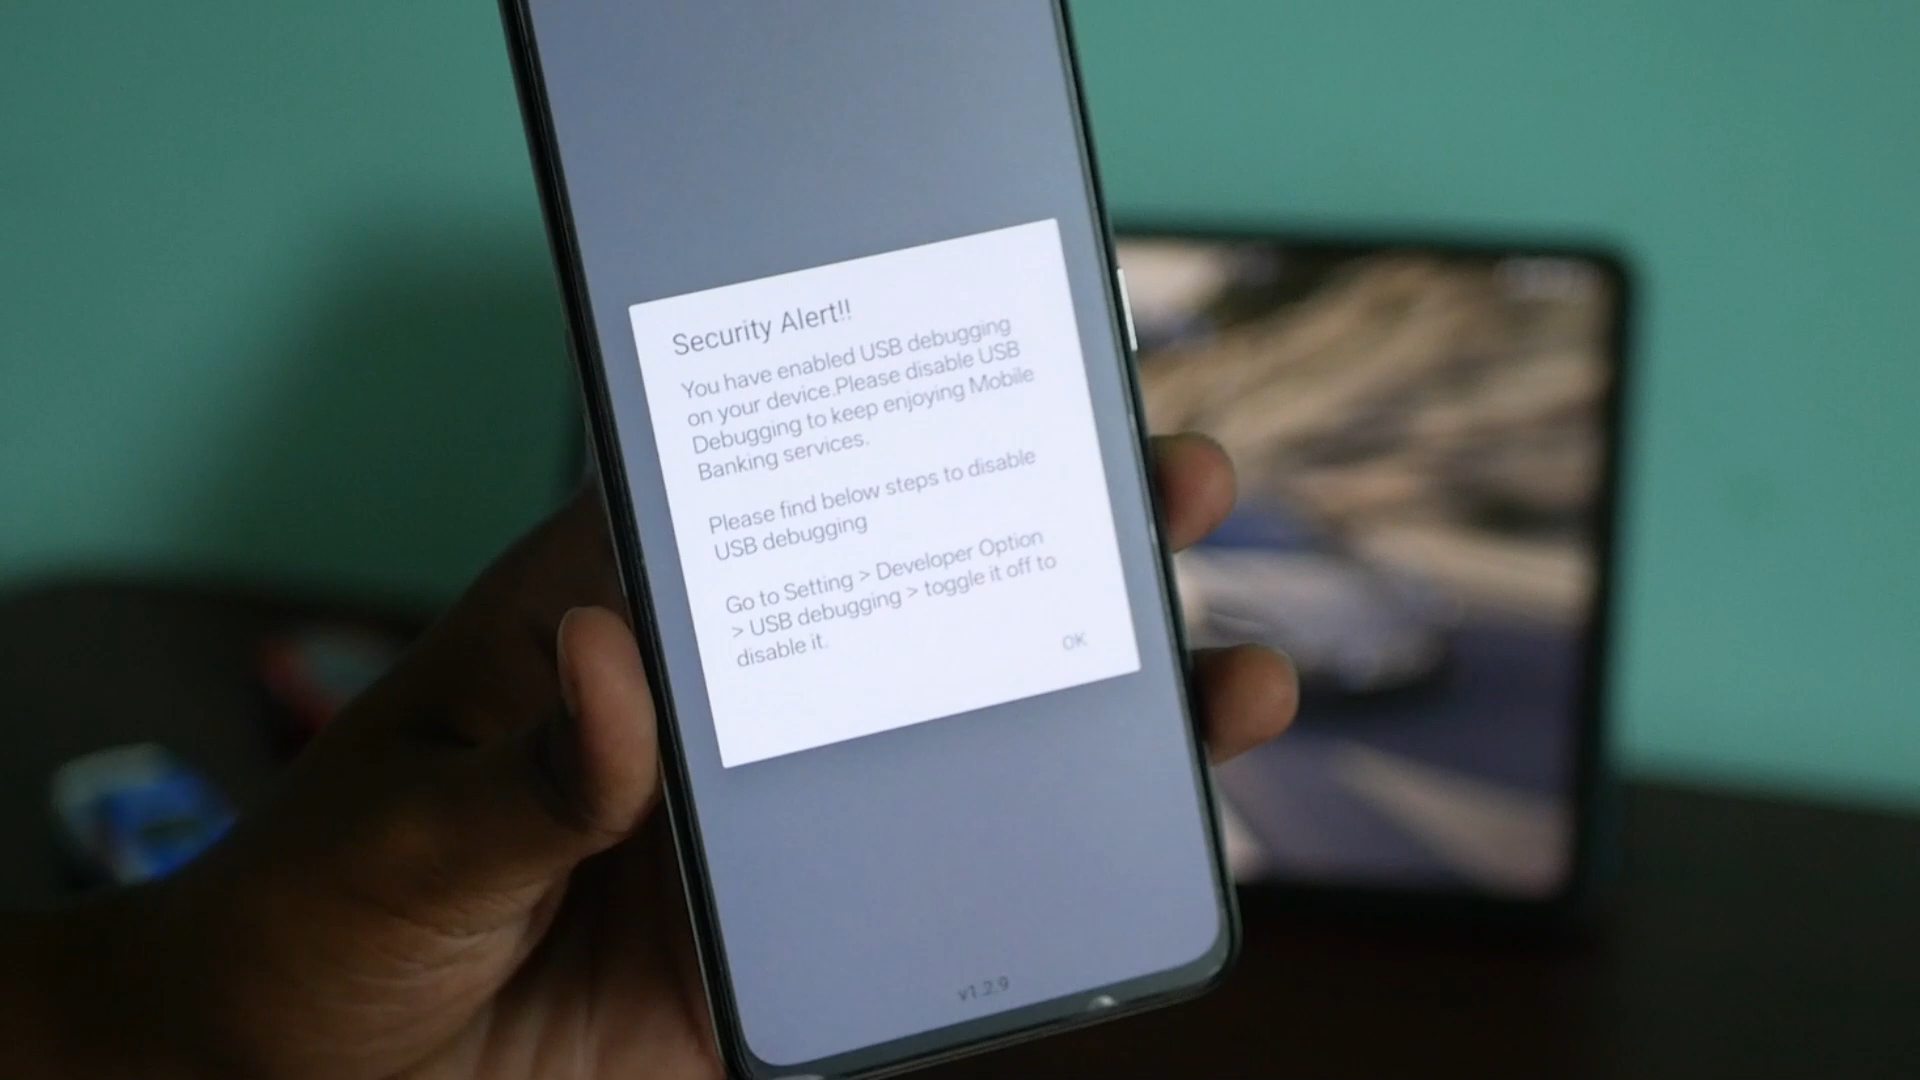 Security Alert!!
You have enabled USB debugging
on your device.Please disable USB
Debugging to keep enjoying Mobile
Banking services.
Please find below steps to disable
USB debugging
Go to Setting > Developer Option
> USB debugging > toggle it off to
disable it.
OK
v1.2.9